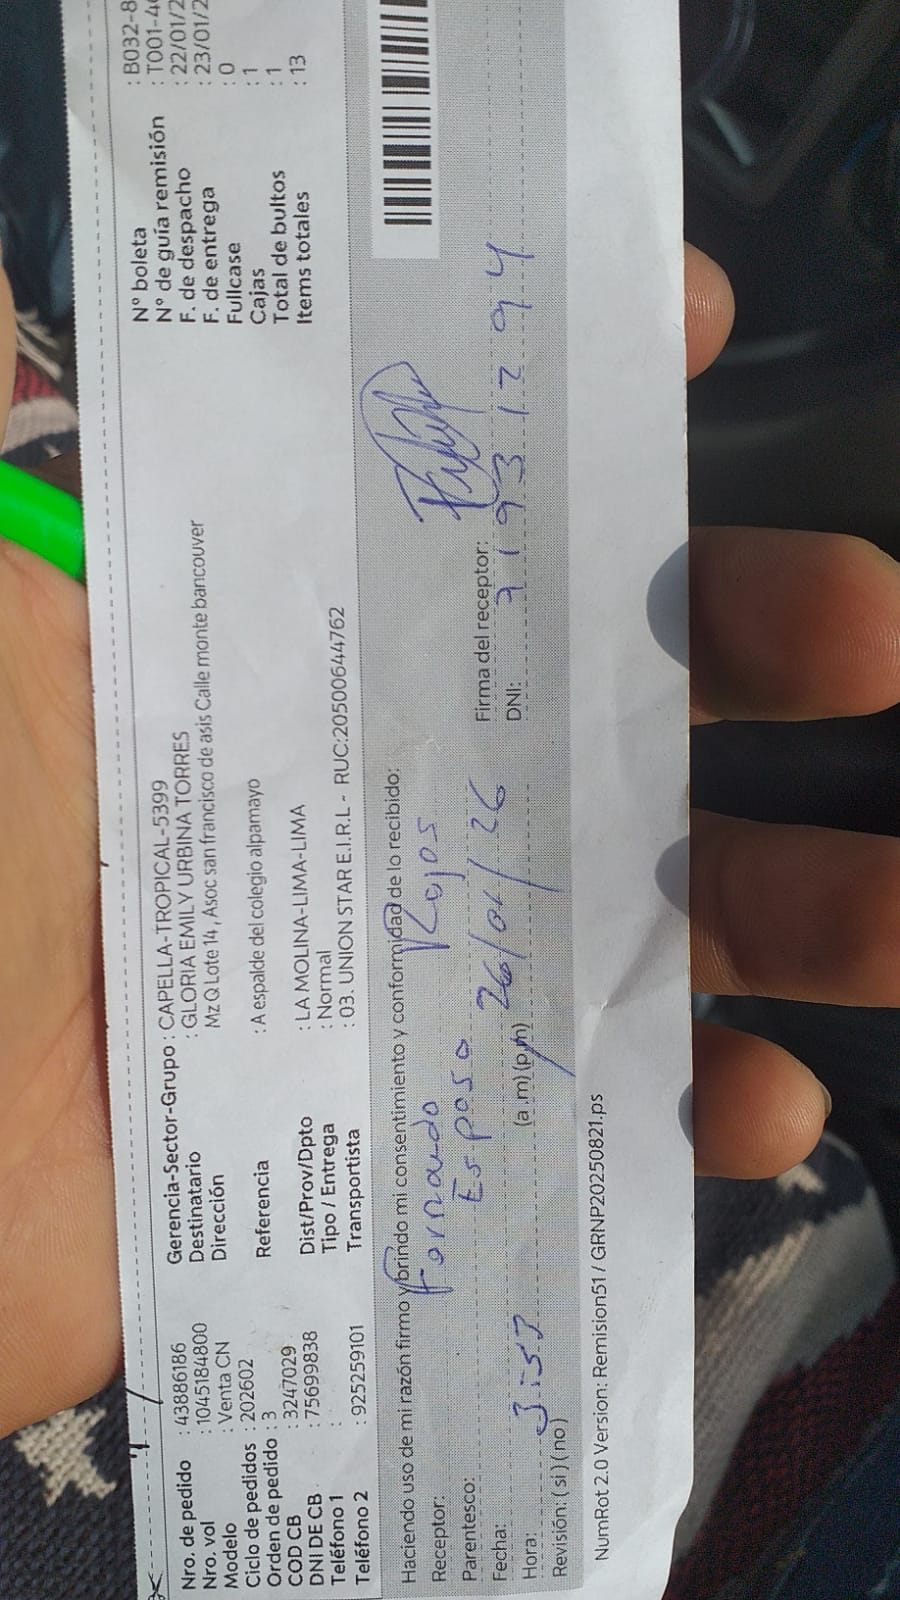 Nro. de pedido : 43886186
Nro. vol : 1045184800
Modelo : Venta CN
Ciclo de pedidos : 202602
Orden de pedido : 3
COD CB : 3247029
DNI DE CB : 75699838
Teléfono 1 :
Teléfono 2 : 925259101
Gerencia-Sector-Grupo : CAPELLA-TROPICAL-5399
Destinatario : GLORIA EMILY URBINA TORRES
Dirección Mz Q Lote 14 , Asoc san francisco de asis Calle monte bancouver
Referencia : A espalde del colegio alpamayo
Dist/Prov/Dpto : LA MOLINA-LIMA-LIMA
Tipo / Entrega : Normal
Transportista : 03. UNION STAR E.I.R.L - RUC:20500644762
N° boleta : B032-8
N° de guía remisión : T001-4
F. de despacho : 22/01/2
F. de entrega : 23/01/2
Fullcase : 0
Cajas : 1
Total de bultos : 1
Items totales : 13
Haciendo uso de mi razón firmo y brindo mi consentimiento y conformidad de lo recibido:
Receptor: Fernando Rojas
Parentesco: Esposo
Firma del receptor:
Fecha: 26/01/26
DNI: 71931294
Hora: 3:57 (a .m) (p.m)
Revisión: ( si ) ( no )
NumRot 2.0 Version: Remision51 / GRNP20250821.ps